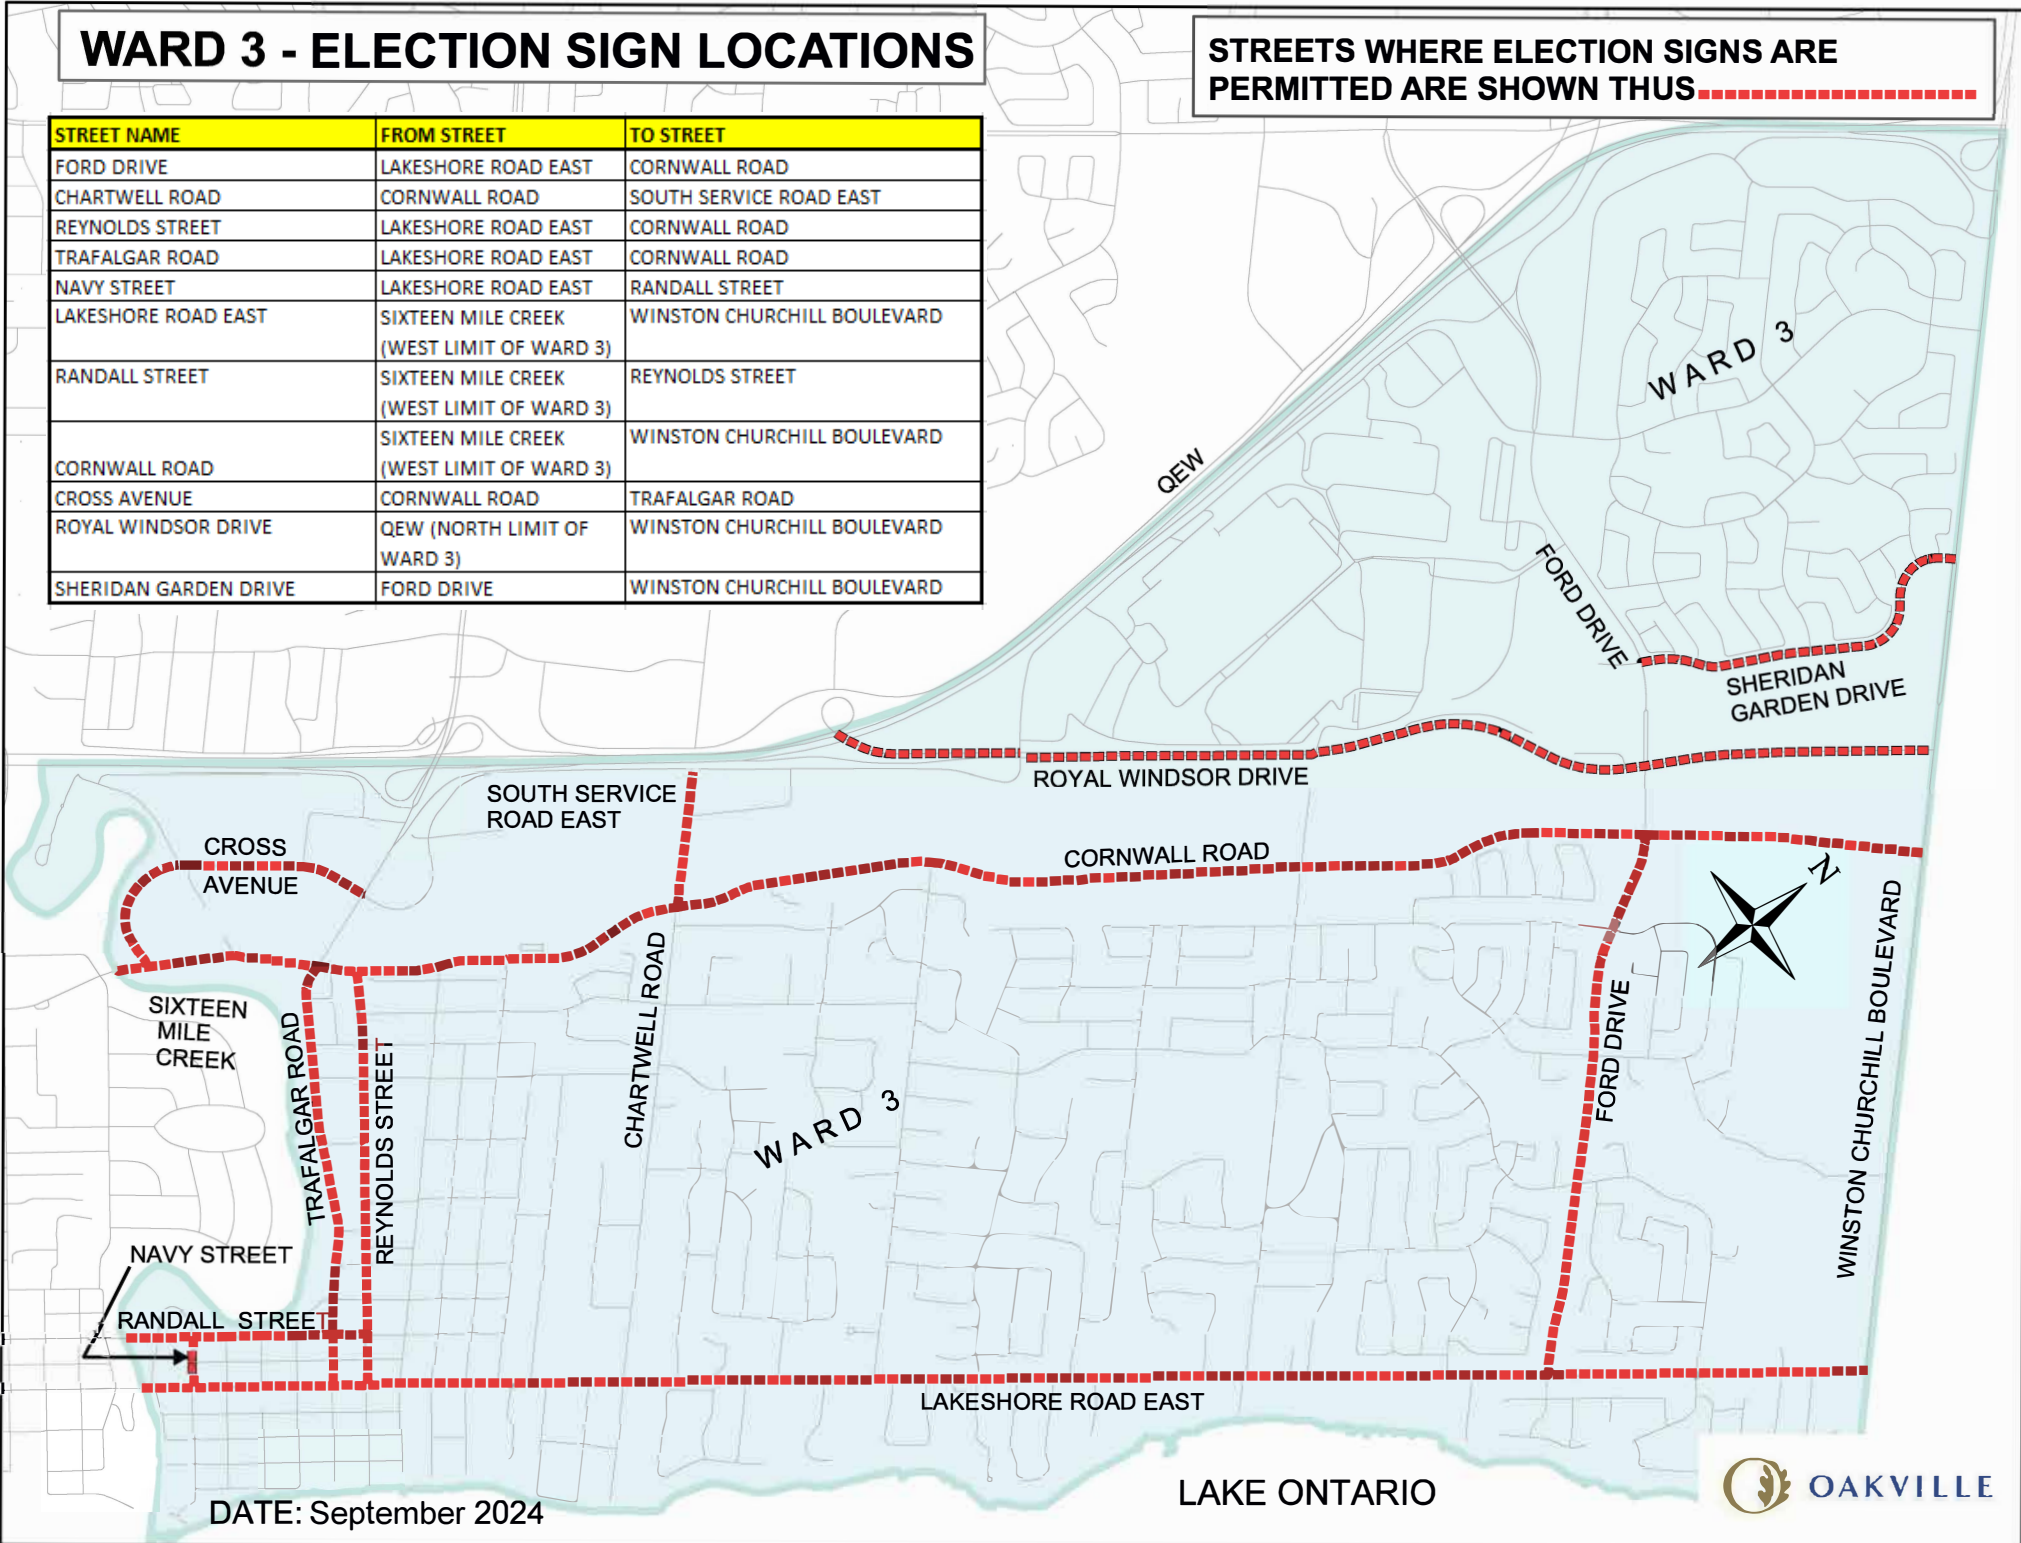 WARD 3 - ELECTION SIGN LOCATIONS
STREETS WHERE ELECTION SIGNS ARE
PERMITTED ARE SHOWN THUS
STREET NAME FROM STREET TO STREET
FORD DRIVE LAKESHORE ROAD EAST CORNWALL ROAD
CHARTWELL ROAD CORNWALL ROAD SOUTH SERVICE ROAD EAST
REYNOLDS STREET LAKESHORE ROAD EAST CORNWALL ROAD
TRAFALGAR ROAD LAKESHORE ROAD EAST CORNWALL ROAD
NAVY STREET LAKESHORE ROAD EAST RANDALL STREET
LAKESHORE ROAD EAST SIXTEEN MILE CREEK WINSTON CHURCHILL BOULEVARD
(WEST LIMIT OF WARD 3)
RANDALL STREET SIXTEEN MILE CREEK REYNOLDS STREET
(WEST LIMIT OF WARD 3)
SIXTEEN MILE CREEK WINSTON CHURCHILL BOULEVARD
CORNWALL ROAD (WEST LIMIT OF WARD 3)
CROSS AVENUE CORNWALL ROAD TRAFALGAR ROAD
ROYAL WINDSOR DRIVE QEW (NORTH LIMIT OF WINSTON CHURCHILL BOULEVARD
WARD 3)
SHERIDAN GARDEN DRIVE FORD DRIVE WINSTON CHURCHILL BOULEVARD
WARD 3
QEW
FORD DRIVE
SHERIDAN
GARDEN DRIVE
ROYAL WINDSOR DRIVE
SOUTH SERVICE
ROAD EAST
CROSS
AVENUE
CORNWALL ROAD
N
SIXTEEN
MILE
CREEK
TRAFALGAR ROAD
REYNOLDS STREET
CHARTWELL ROAD
WARD 3
FORD DRIVE
WINSTON CHURCHILL BOULEVARD
NAVY STREET
RANDALL STREET
LAKESHORE ROAD EAST
LAKE ONTARIO
DATE: September 2024
OAKVILLE